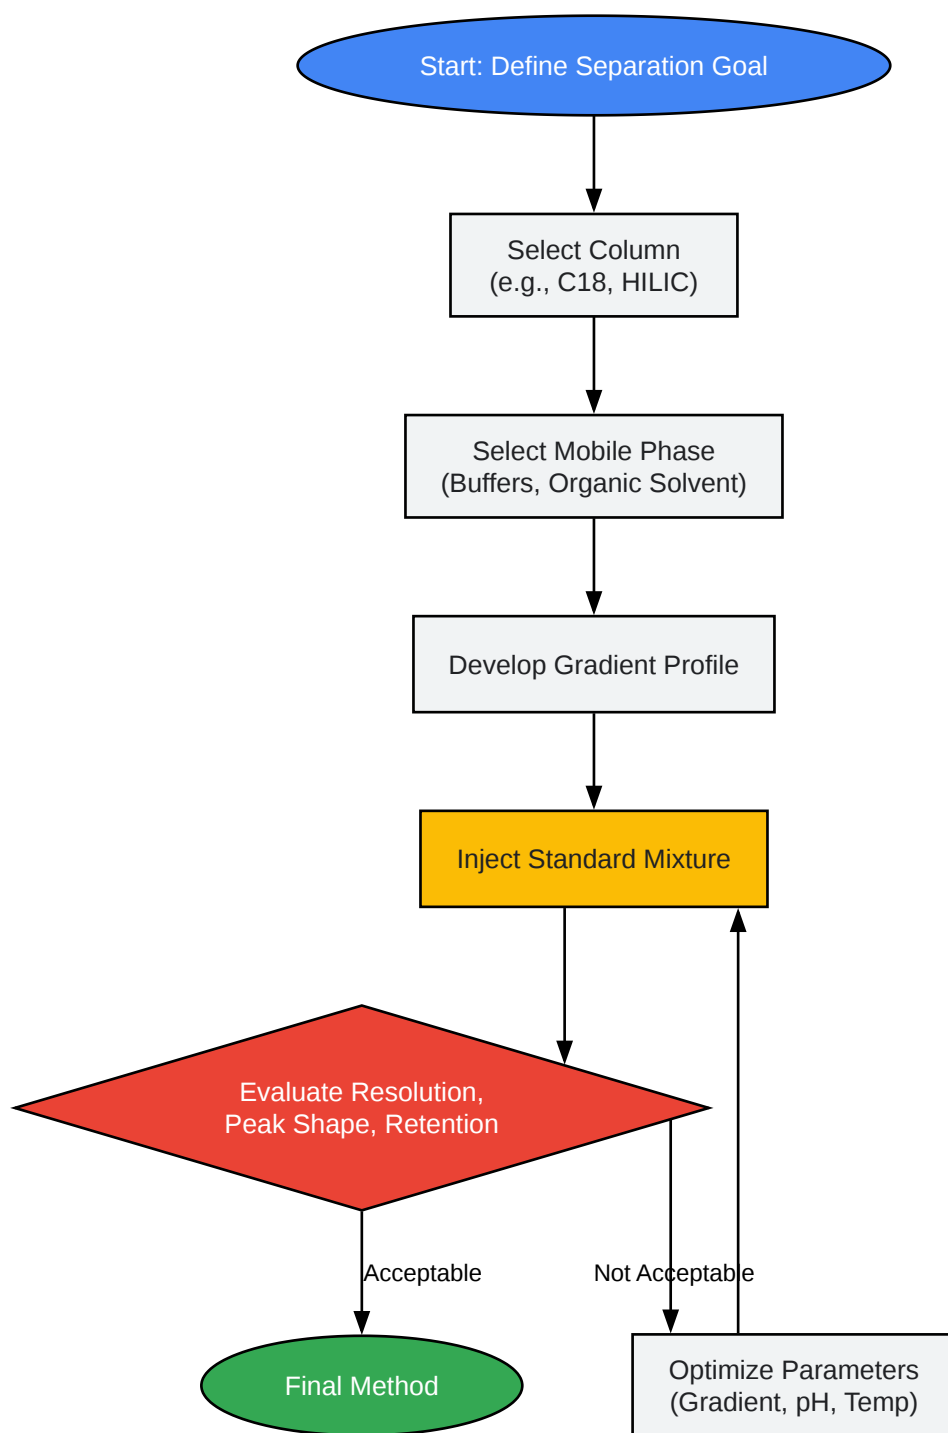 Start: Define Separation Goal
Select Column
(e.g., C18, HILIC)
Select Mobile Phase
(Buffers, Organic Solvent)
Develop Gradient Profile
Inject Standard Mixture
Evaluate Resolution,
Peak Shape, Retention
Acceptable
Not Acceptable
Final Method
Optimize Parameters
(Gradient, pH, Temp)